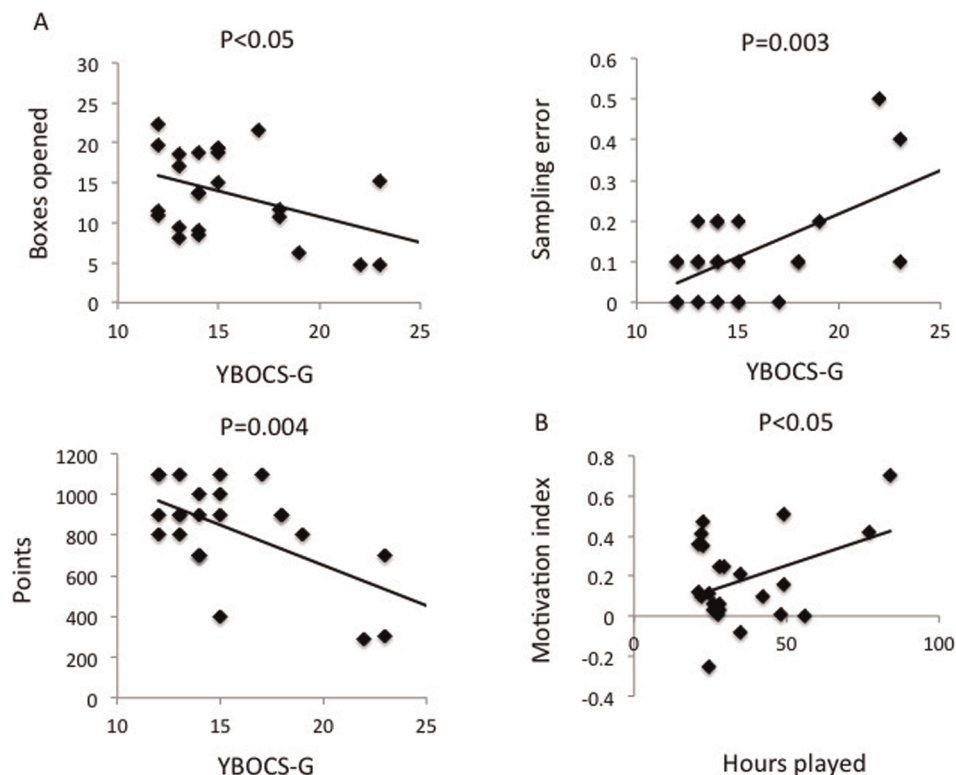 A
P<0.05
30
25
20
15
10
5
0
Boxes opened
10 15 20 25
YBOCS-G
P=0.003
0.6
0.5
0.4
0.3
0.2
0.1
0
Sampling error
10 15 20 25
YBOCS-G
P=0.004
1200
1000
800
600
400
200
0
Points
10 15 20 25
YBOCS-G
B
P<0.05
0.8
0.6
0.4
0.2
0
-0.2
-0.4
Motivation index
0 50 100
Hours played